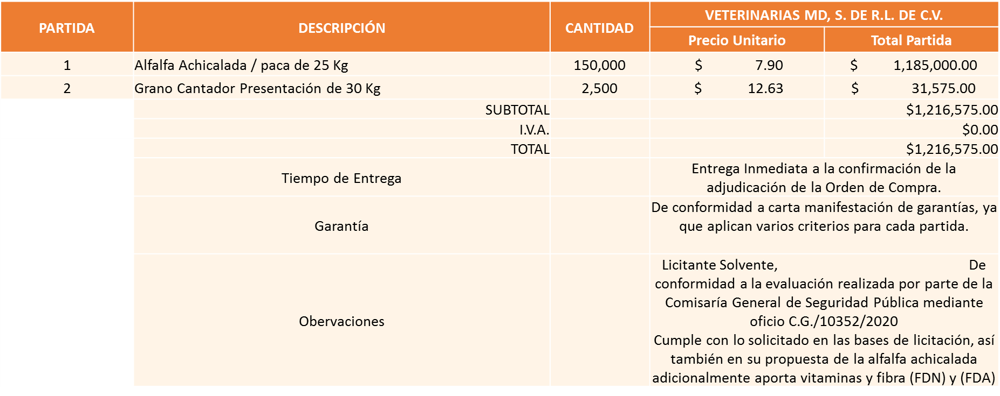 PARTIDA DESCRIPCIÓN CANTIDAD VETERINARIAS MD, S. DE R.L. DE C.V.
Precio Unitario Total Partida
1 Alfalfa Achicalada / paca de 25 Kg 150,000 $ 7.90 $ 1,185,000.00
2 Grano Cantador Presentación de 30 Kg 2,500 $ 12.63 $ 31,575.00
SUBTOTAL $1,216,575.00
I.V.A. $0.00
TOTAL $1,216,575.00
Tiempo de Entrega
Entrega Inmediata a la confirmación de la
adjudicación de la Orden de Compra.
Garantía
De conformidad a carta manifestación de garantías, ya
que aplican varios criterios para cada partida.
Obervaciones
Licitante Solvente, De
conformidad a la evaluación realizada por parte de la
Comisaría General de Seguridad Pública mediante
oficio C.G./10352/2020
Cumple con lo solicitado en las bases de licitación, así
también en su propuesta de la alfalfa achicalada
adicionalmente aporta vitaminas y fibra (FDN) y (FDA)